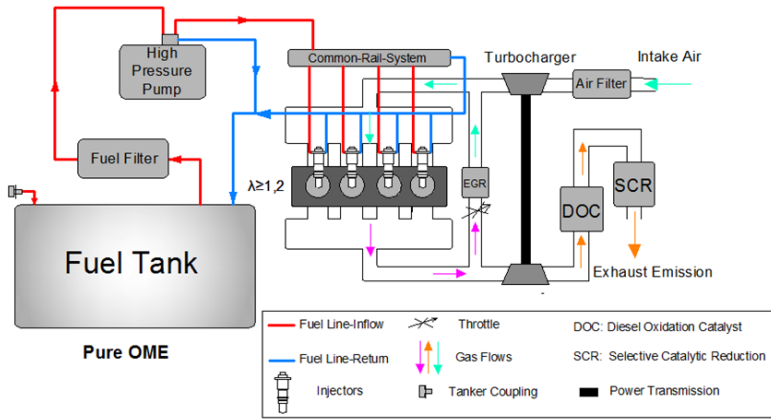 High
Pressure
Pump
Common-Rail-System
Turbocharger
Intake Air
Air Filter
Fuel Filter
λ≥1,2
EGR
DOC
SCR
Fuel Tank
Exhaust Emission
Pure OME
Fuel Line-Inflow
Throttle
DOC: Diesel Oxidation Catalyst
Fuel Line-Return
Gas Flows
SCR: Selective Catalytic Reduction
Injectors
Tanker Coupling
Power Transmission